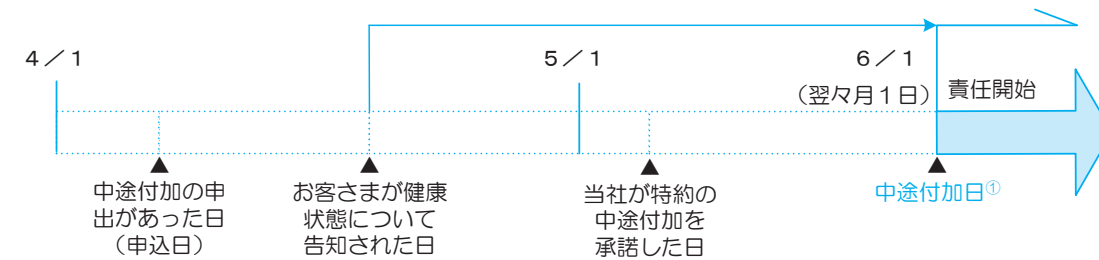 4／1
5／1
6／1
（翌々月1日）
責任開始
中途付加の申
出があった日
（申込日）
お客さまが健康
状態について
告知された日
当社が特約の
中途付加を
承諾した日
中途付加日①